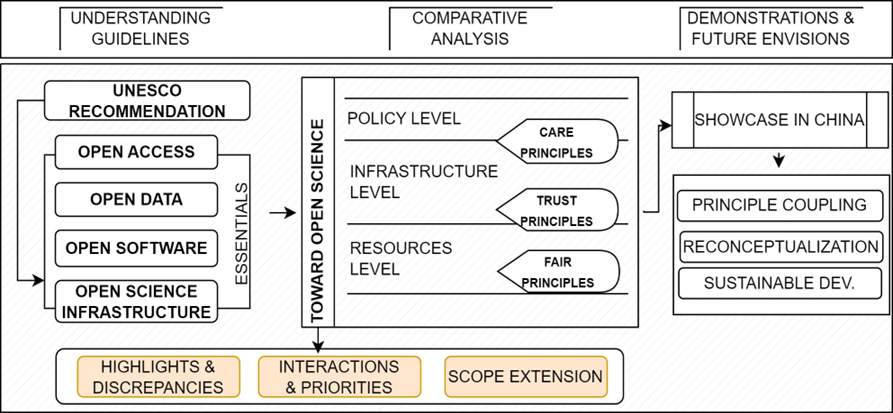 UNDERSTANDING
GUIDELINES
COMPARATIVE
ANALYSIS
DEMONSTRATIONS &
FUTURE ENVISIONS
UNESCO
RECOMMENDATION
OPEN ACCESS
OPEN DATA
OPEN SOFTWARE
OPEN SCIENCE
INFRASTRUCTURE
ESSENTIALS
TOWARD OPEN SCIENCE
POLICY LEVEL
CARE
PRINCIPLES
INFRASTRUCTURE
LEVEL
TRUST
PRINCIPLES
RESOURCES
LEVEL
FAIR
PRINCIPLES
SHOWCASE IN CHINA
PRINCIPLE COUPLING
RECONCEPTUALIZATION
SUSTAINABLE DEV.
HIGHLIGHTS &
DISCREPANCIES
INTERACTIONS
& PRIORITIES
SCOPE EXTENSION